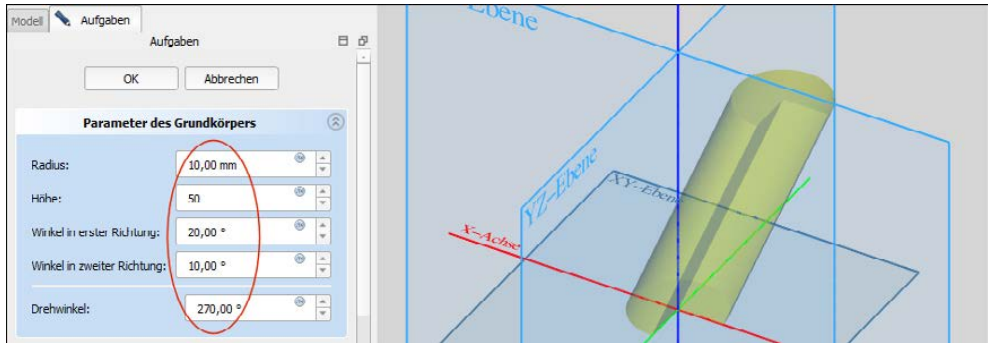 Modell
Aufgaben
Aufgaben
OK
Abbrechen
Parameter des Grundkörpers
Radius:
10,00 mm
Höhe:
50
Winkel in erster Richtung:
20,00 °
Winkel in zweiter Richtung:
10,00 °
Drehwinkel:
270,00 °
Ebene
YZ-Ebene
XY-Ebene
X-Achse